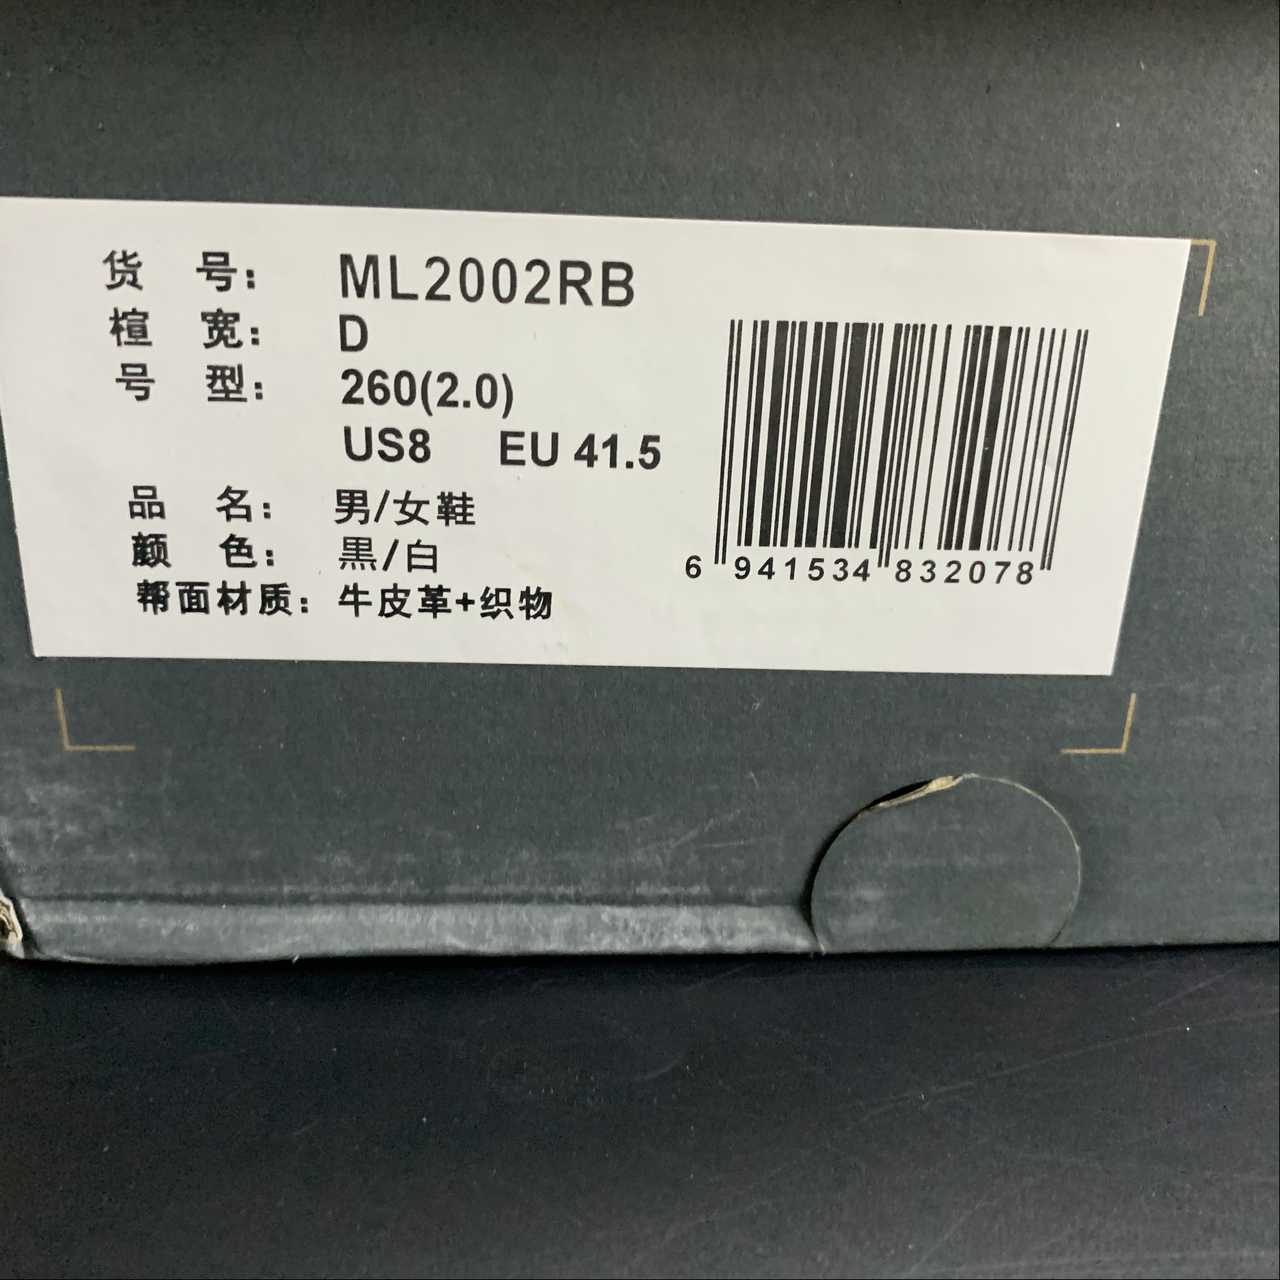 货 号： ML2002RB
楦 宽： D
号 型： 260(2.0)
US8 EU 41.5
品 名： 男/女鞋
颜 色： 黒/白
帮面材质： 牛皮革+织物
6 941534 832078